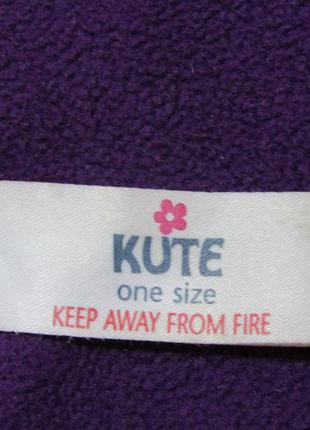 KUTE
one size
KEEP AWAY FROM FIRE